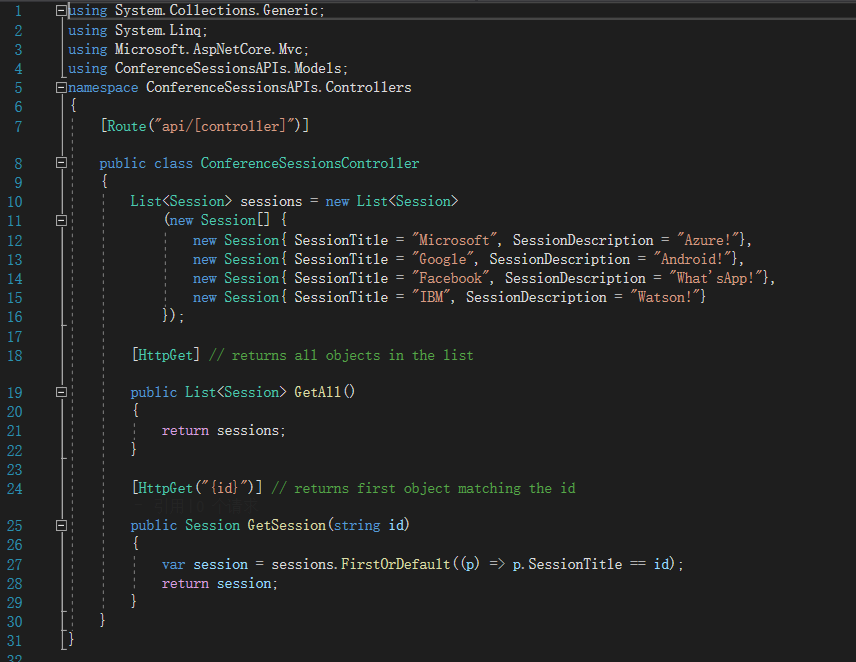 1 using System.Collections.Generic;
2 using System.Linq;
3 using Microsoft.AspNetCore.Mvc;
4 using ConferenceSessionsAPIs.Models;
5 namespace ConferenceSessionsAPIs.Controllers
6 {
7 [Route("api/[controller]")]
8 public class ConferenceSessionsController
9 {
10 List<Session> sessions = new List<Session>
11 (new Session[] {
12 new Session{ SessionTitle = "Microsoft", SessionDescription = "Azure!"},
13 new Session{ SessionTitle = "Google", SessionDescription = "Android!"},
14 new Session{ SessionTitle = "Facebook", SessionDescription = "What'sApp!"},
15 new Session{ SessionTitle = "IBM", SessionDescription = "Watson!"}
16 });
17
18 [HttpGet] // returns all objects in the list
19 public List<Session> GetAll()
20 {
21 return sessions;
22 }
23
24 [HttpGet("{id}")] // returns first object matching the id
25 public Session GetSession(string id)
26 {
27 var session = sessions.FirstOrDefault((p) => p.SessionTitle == id);
28 return session;
29 }
30 }
31 }
32